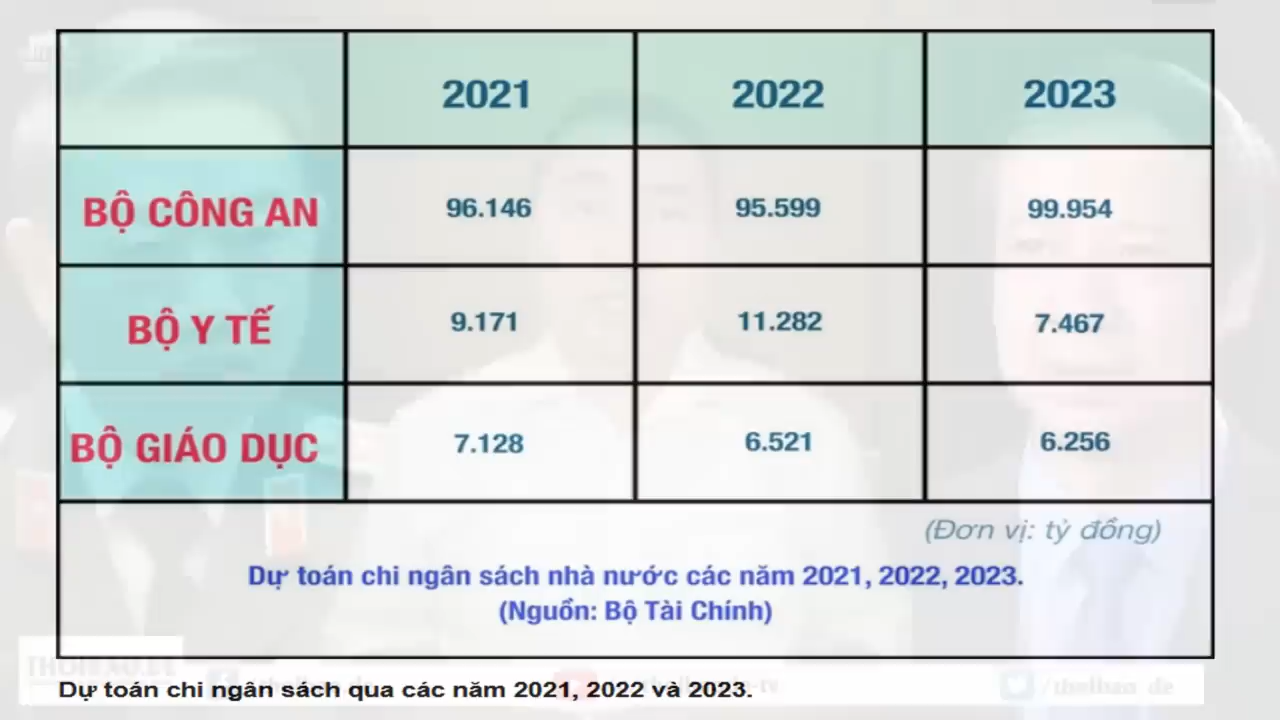 2021 2022 2023
BỘ CÔNG AN 96.146 95.599 99.954
BỘ Y TẾ 9.171 11.282 7.467
BỘ GIÁO DỤC 7.128 6.521 6.256
(Đơn vị: tỷ đồng)
Dự toán chi ngân sách nhà nước các năm 2021, 2022, 2023.
(Nguồn: Bộ Tài Chính)
THOIBAO.DE
Dự toán chi ngân sách qua các năm 2021, 2022 và 2023.